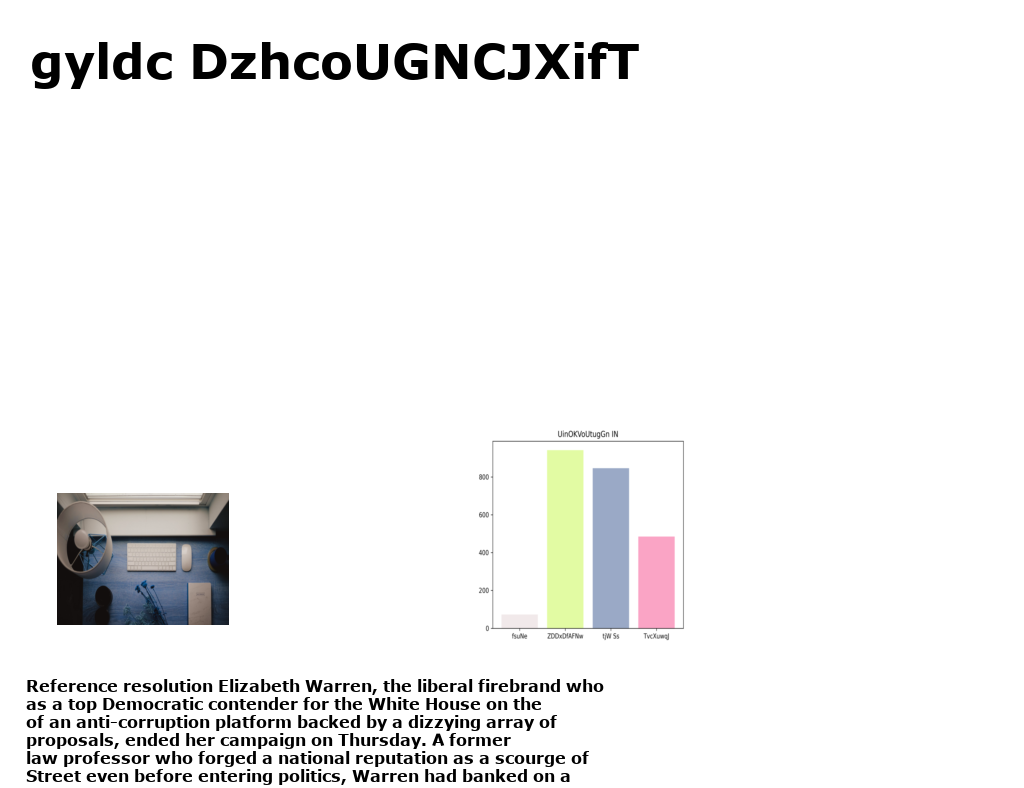 gyldc DzhcoUGNCJXifT
UinOKVoUtugGn IN
800
600
400
200
0
fsuNe ZDDxDfAFNw tjW Ss TvcXuwqJ
Reference resolution Elizabeth Warren, the liberal firebrand who
as a top Democratic contender for the White House on the
of an anti-corruption platform backed by a dizzying array of
proposals, ended her campaign on Thursday. A former
law professor who forged a national reputation as a scourge of
Street even before entering politics, Warren had banked on a